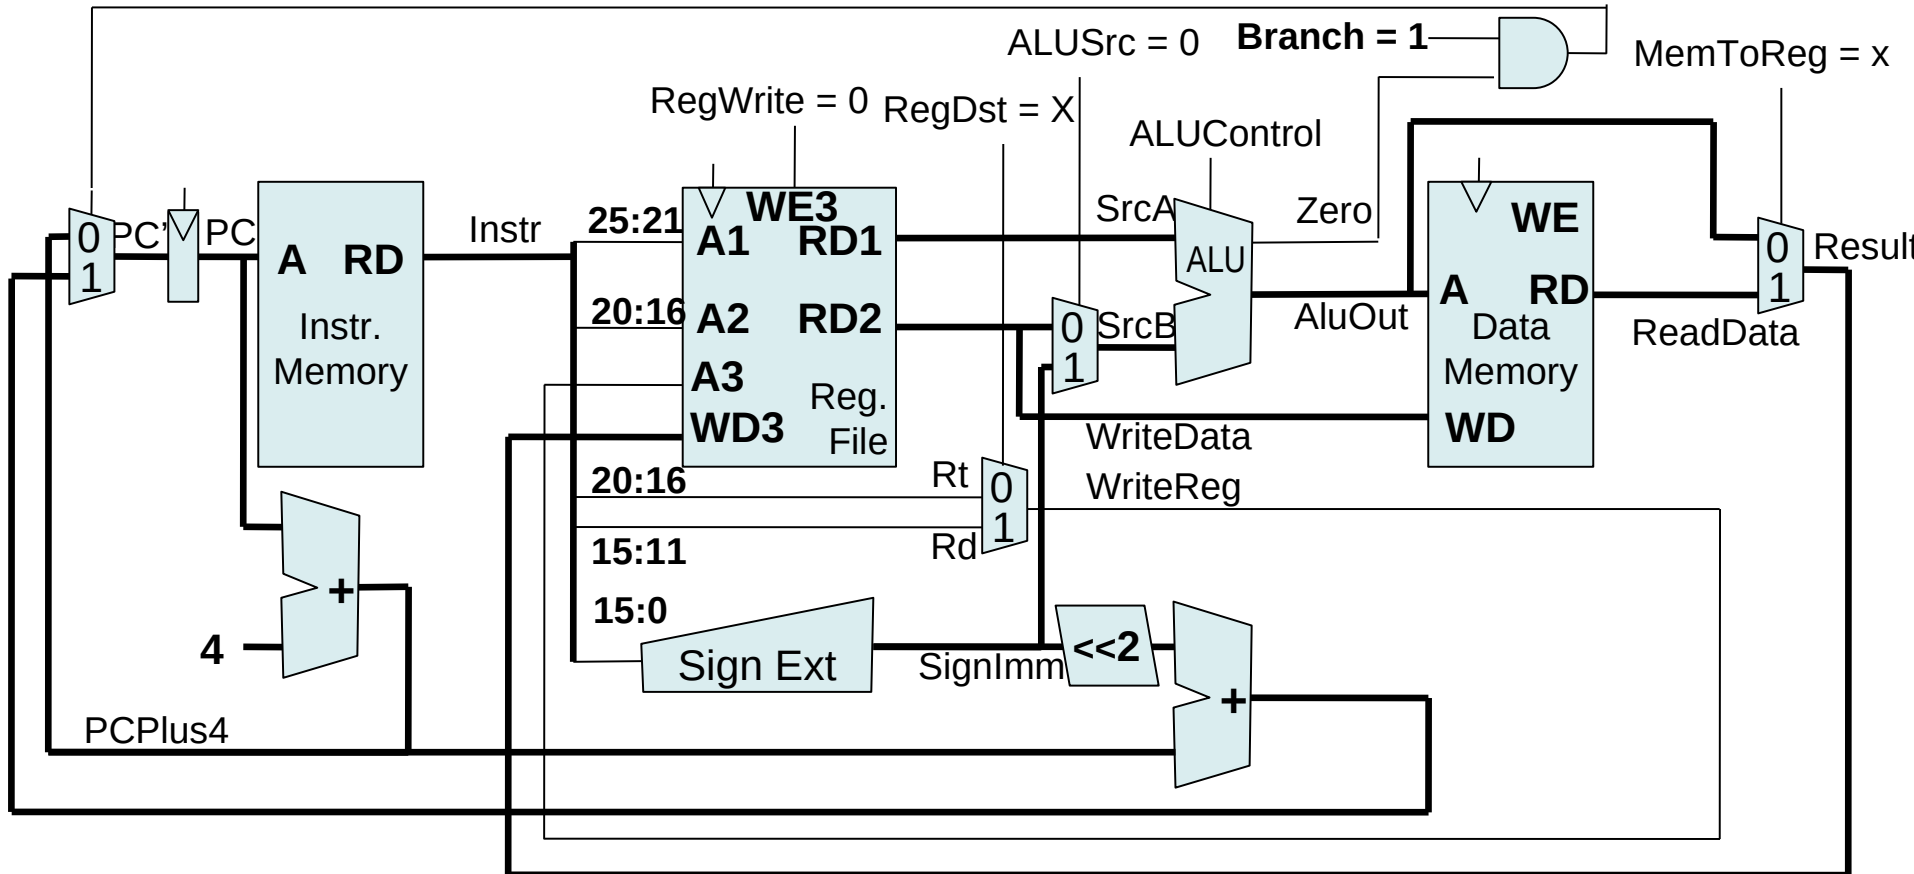 ALUSrc = 0
Branch = 1
MemToReg = x
RegWrite = 0
RegDst = X
ALUControl
0
1
PC'
PC
A RD
Instr.
Memory
Instr
25:21
20:16
WE3
A1 RD1
A2 RD2
A3
WD3
Reg.
File
SrcA
SrcB
0
1
ALU
Zero
AluOut
WE
A RD
Data
Memory
WD
0
1
Result
ReadData
WriteData
WriteReg
20:16
15:11
15:0
Rt
Rd
0
1
+
4
Sign Ext
SignImm
<<2
+
PCPlus4